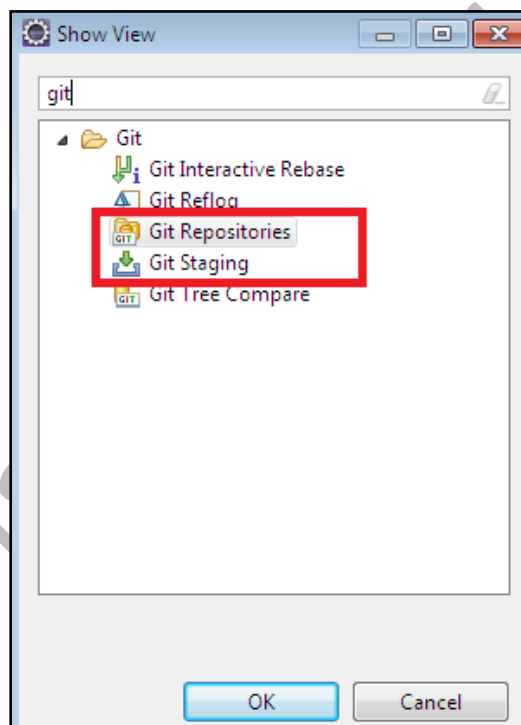 Show View
git
Git
Git Interactive Rebase
Git Reflog
Git Repositories
Git Staging
Git Tree Compare
OK
Cancel